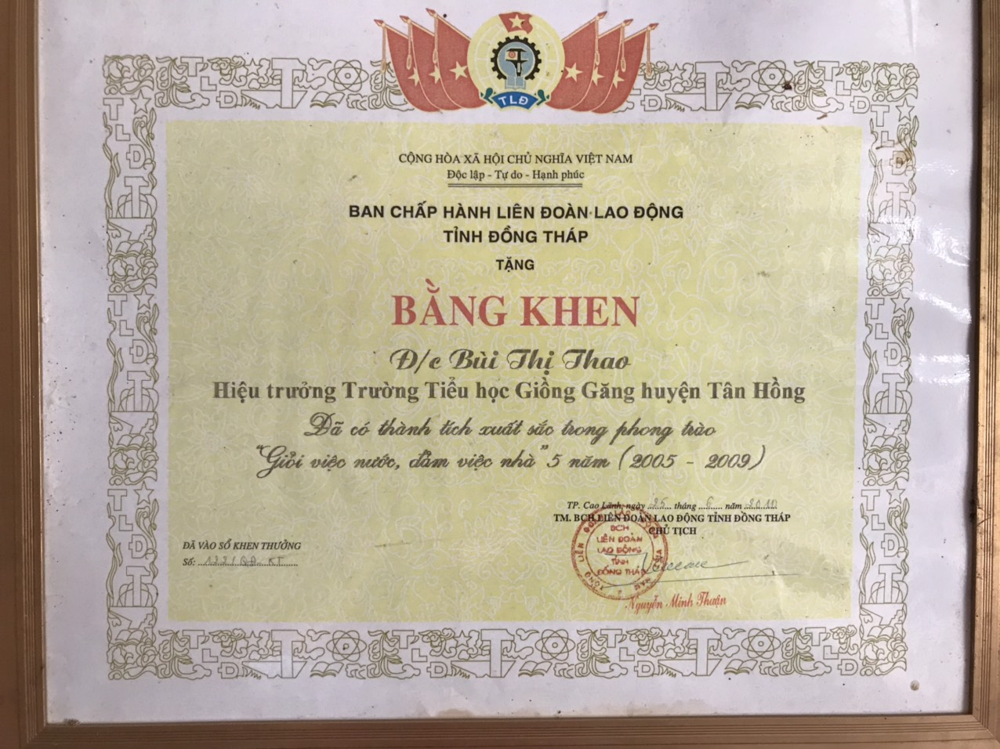 TLĐ
CỘNG HÒA XÃ HỘI CHỦ NGHĨA VIỆT NAM
Độc lập - Tự do - Hạnh phúc
BAN CHẤP HÀNH LIÊN ĐOÀN LAO ĐỘNG
TỈNH ĐỒNG THÁP
TẶNG
BẰNG KHEN
Đ/c Bùi Thị Thao
Hiệu trưởng Trường Tiểu học Giồng Găng huyện Tân Hồng
Đã có thành tích xuất sắc trong phong trào
"Giỏi việc nước, đảm việc nhà" 5 năm (2005 - 2009)
TP. Cao Lãnh, ngày 25 tháng 6 năm 2010
TM. BCH LIÊN ĐOÀN LAO ĐỘNG TỈNH ĐỒNG THÁP
CHỦ TỊCH
BCH
LIÊN ĐOÀN
LAO ĐỘNG
TỈNH
ĐỒNG THÁP
Nguyễn Minh Thuận
ĐÃ VÀO SỔ KHEN THƯỞNG
Số: